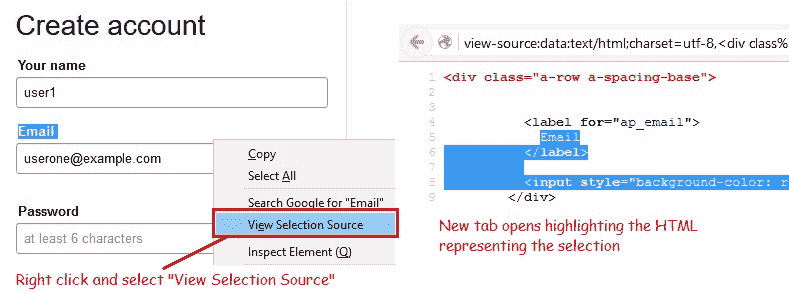 Create account
Your name
user1
Email
userone@example.com
Password
at least 6 characters
Copy
Select All
Search Google for "Email"
View Selection Source
Inspect Element (Q)
Right click and select "View Selection Source"
view-source:data:text/html;charset=utf-8,<div class%
1 <div class="a-row a-spacing-base">
2
3
4 <label for="ap_email">
5 Email
6 </label>
7
8 <input style="background-color: r
9 </div>
New tab opens highlighting the HTML
representing the selection